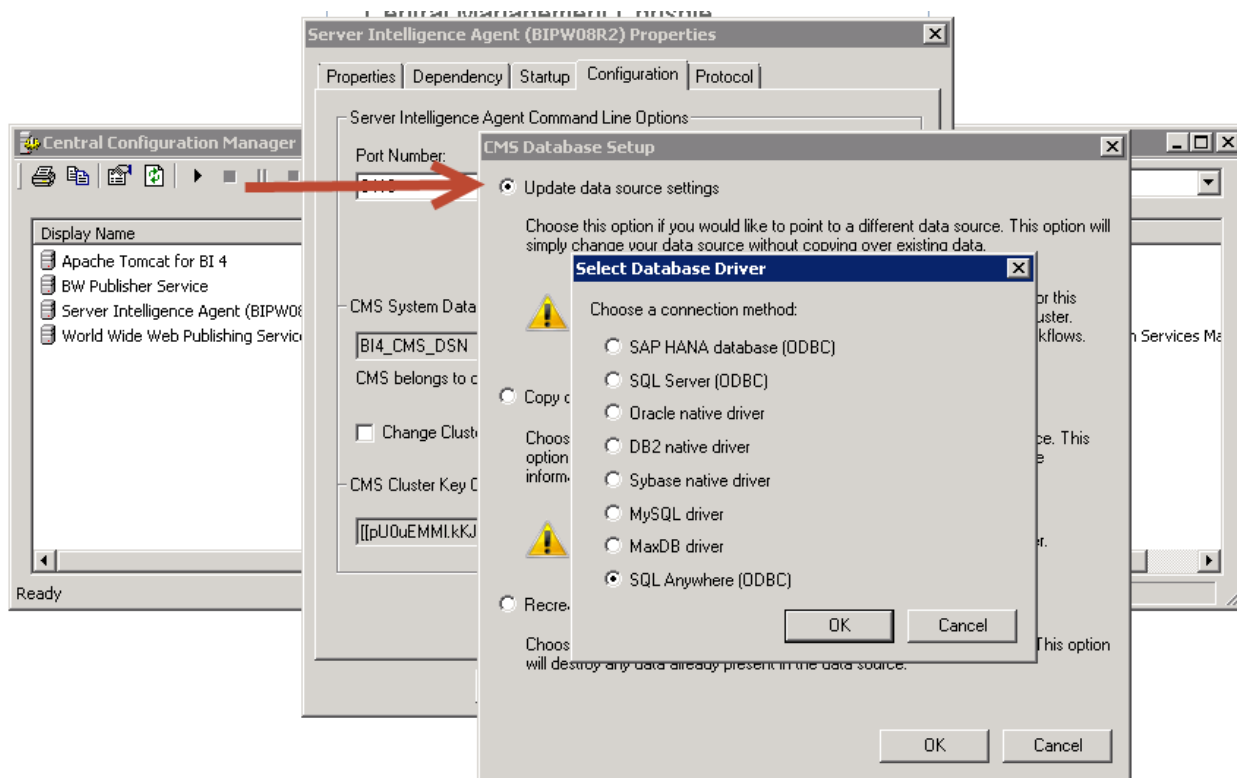 Central Management Console
Server Intelligence Agent (BIPW08R2) Properties
Properties
Dependency
Startup
Configuration
Protocol
Server Intelligence Agent Command Line Options
Port Number:
Central Configuration Manager
Display Name
Apache Tomcat for BI 4
BW Publisher Service
Server Intelligence Agent (BIPW08
World Wide Web Publishing Servic
n Services Ma
Ready
CMS System Data
BI4_CMS_DSN
CMS belongs to c
Change Clust
CMS Cluster Key C
CMS Database Setup
Update data source settings
Choose this option if you would like to point to a different data source. This option will
simply change your data source without copying over existing data.
or this
uster.
kflows.
Copy
Choos
ce. This
option
inform
er.
Recre
Choos
This option
will destroy any data already present in the data source.
OK
Cancel
Select Database Driver
Choose a connection method:
SAP HANA database (ODBC)
SQL Server (ODBC)
Oracle native driver
DB2 native driver
Sybase native driver
MySQL driver
MaxDB driver
SQL Anywhere (ODBC)
OK
Cancel